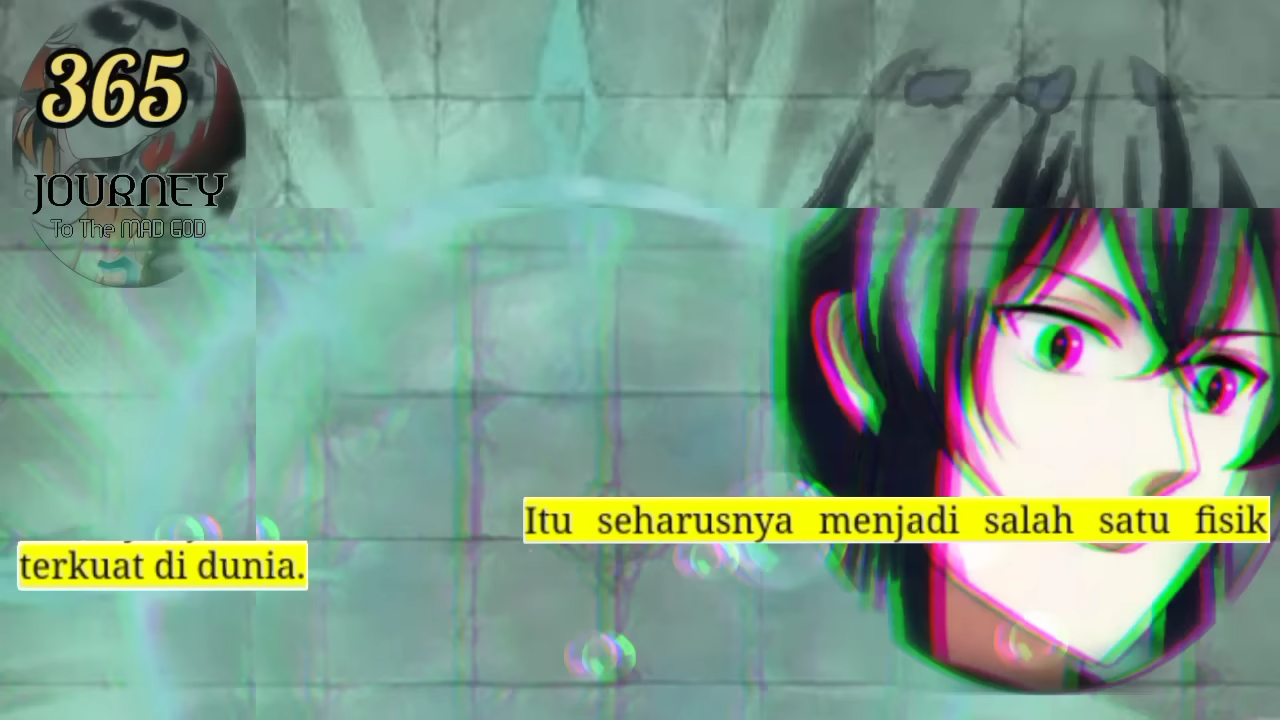 365
JOURNEY
To The MAD GOD
Itu seharusnya menjadi salah satu fisik
terkuat di dunia.